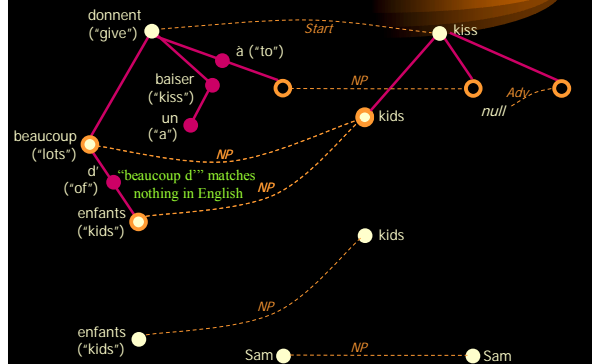 donnent
("give")
Start
kiss
à ("to")
baiser
("kiss")
NP
Adv
null
un
("a")
kids
beaucoup
("lots")
NP
d'
("of")
"beaucoup d'" matches
nothing in English
NP
enfants
("kids")
kids
NP
enfants
("kids")
Sam
NP
Sam